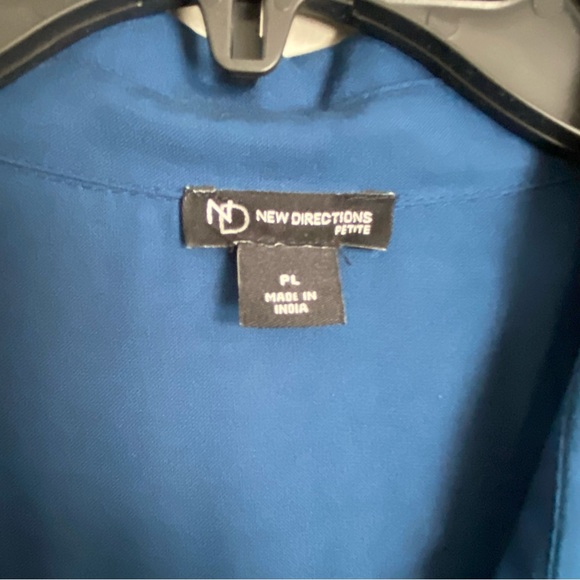 ND NEW DIRECTIONS
PETITE
PL
MADE IN
INDIA